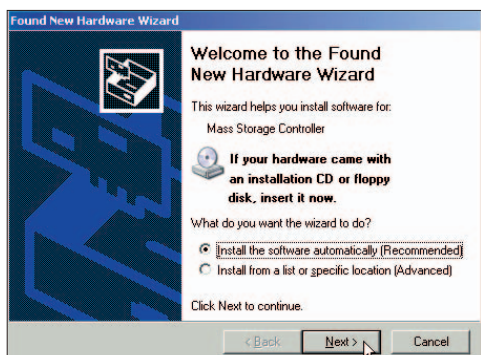 Found New Hardware Wizard
Welcome to the Found
New Hardware Wizard
This wizard helps you install software for:
Mass Storage Controller
If your hardware came with
an installation CD or floppy
disk, insert it now.
What do you want the wizard to do?
Install the software automatically (Recommended)
Install from a list or specific location (Advanced)
Click Next to continue.
< Back
Next >
Cancel